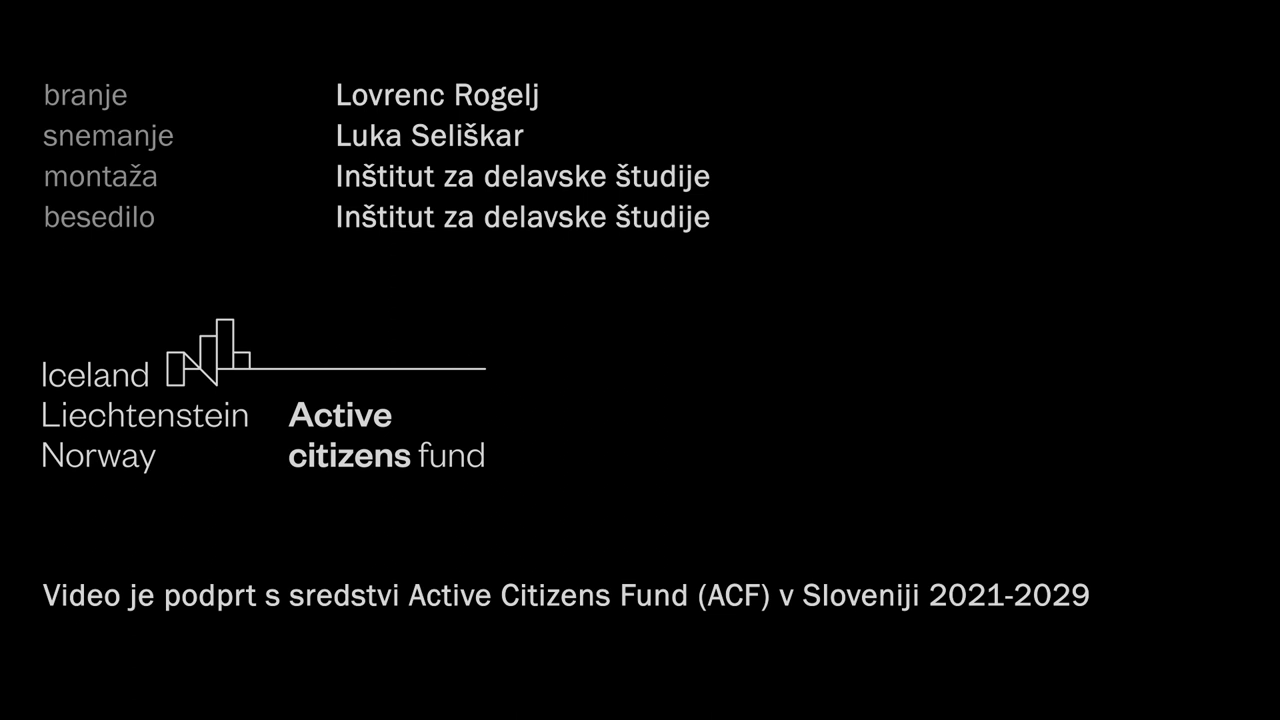 branje Lovrenc Rogelj
snemanje Luka Seliškar
montaža Inštitut za delavske študije
besedilo Inštitut za delavske študije
Iceland
Liechtenstein Active
Norway citizens fund
Video je podprt s sredstvi Active Citizens Fund (ACF) v Sloveniji 2021-2029